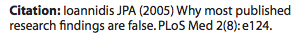 Citation: Ioannidis JPA (2005) Why most published
research findings are false. PLoS Med 2(8): e124.